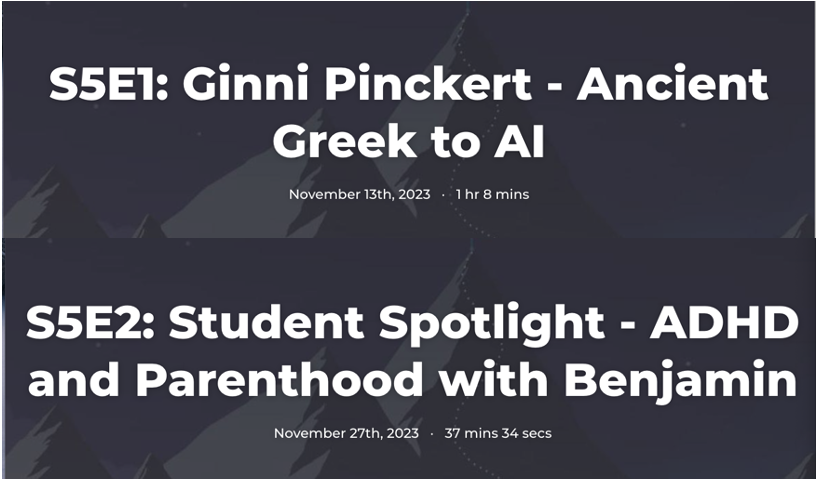 S5E1: Ginni Pinckert - Ancient
Greek to AI
November 13th, 2023 · 1 hr 8 mins
S5E2: Student Spotlight - ADHD
and Parenthood with Benjamin
November 27th, 2023 · 37 mins 34 secs